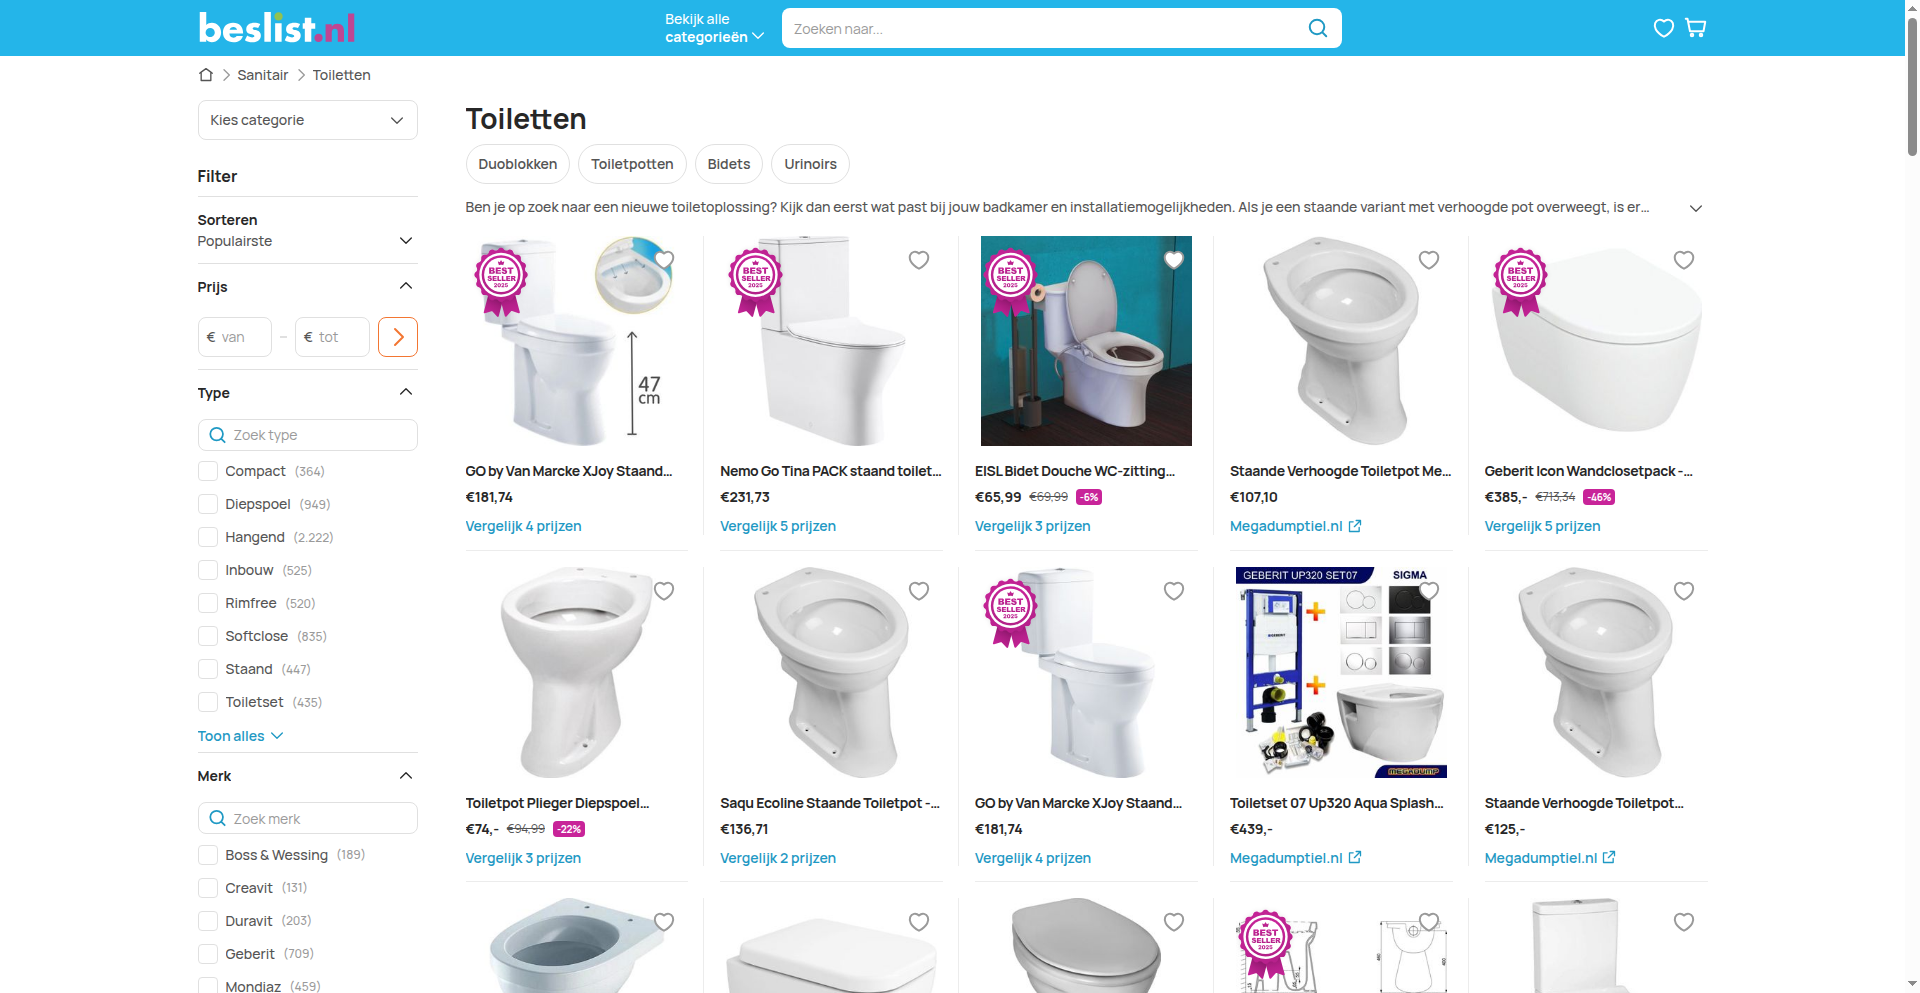 beslist.nl
Bekijk alle
categorieën
Zoeken naar...
Sanitair
Toiletten
Kies categorie
Filter
Sorteren
Populairste
Prijs
€ van – € tot
Type
Zoek type
Compact (364)
Diepspoel (949)
Hangend (2.222)
Inbouw (525)
Rimfree (520)
Softclose (835)
Staand (447)
Toiletset (435)
Toon alles
Merk
Zoek merk
Boss & Wessing (189)
Creavit (131)
Duravit (203)
Geberit (709)
Mondiaz (459)
Toiletten
Duoblokken
Toiletpotten
Bidets
Urinoirs
Ben je op zoek naar een nieuwe toiletoplossing? Kijk dan eerst wat past bij jouw badkamer en installatiemogelijkheden. Als je een staande variant met verhoogde pot overweegt, is er...
BEST
SELLER
2025
47
cm
GO by Van Marcke XJoy Staand...
€181,74
Vergelijk 4 prijzen
BEST
SELLER
2025
Nemo Go Tina PACK staand toilet...
€231,73
Vergelijk 5 prijzen
BEST
SELLER
2025
EISL Bidet Douche WC-zitting...
€65,99 €69,99 -6%
Vergelijk 3 prijzen
Staande Verhoogde Toiletpot Me...
€107,10
Megadumptiel.nl
BEST
SELLER
2025
Geberit Icon Wandclosetpack -...
€385,- €713,34 -46%
Vergelijk 5 prijzen
Toiletpot Plieger Diepspoel...
€74,- €94,99 -22%
Vergelijk 3 prijzen
Saqu Ecoline Staande Toiletpot -...
€136,71
Vergelijk 2 prijzen
BEST
SELLER
2025
GO by Van Marcke XJoy Staand...
€181,74
Vergelijk 4 prijzen
GEBERIT UP320 SET07
SIGMA
GEBERIT
MEGADUMP
Toiletset 07 Up320 Aqua Splash...
€439,-
Megadumptiel.nl
Staande Verhoogde Toiletpot...
€125,-
Megadumptiel.nl
BEST
SELLER
2025